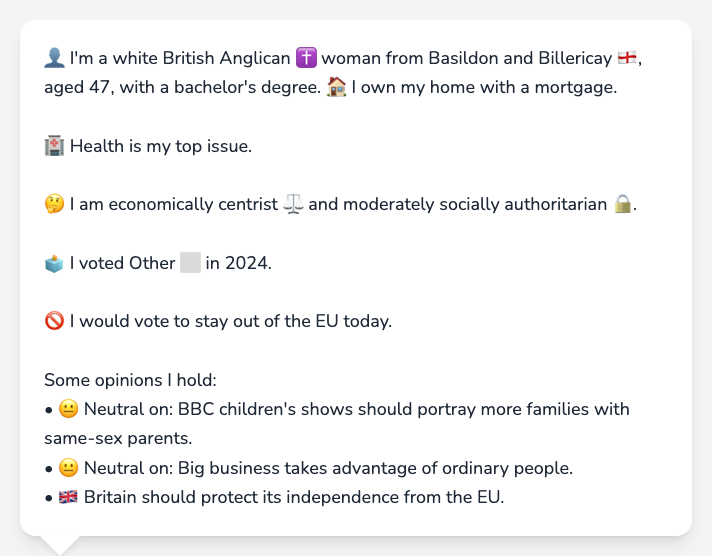 👤 I'm a white British Anglican ✝️ woman from Basildon and Billericay 🏴󠁧󠁢󠁥󠁮󠁧󠁿,
aged 47, with a bachelor's degree. 🏠 I own my home with a mortgage.
🏥 Health is my top issue.
🤔 I am economically centrist ⚖️ and moderately socially authoritarian 🔒.
🗳️ I voted Other ⬜ in 2024.
🚫 I would vote to stay out of the EU today.
Some opinions I hold:
• 😐 Neutral on: BBC children's shows should portray more families with
same-sex parents.
• 😐 Neutral on: Big business takes advantage of ordinary people.
• 🇬🇧 Britain should protect its independence from the EU.